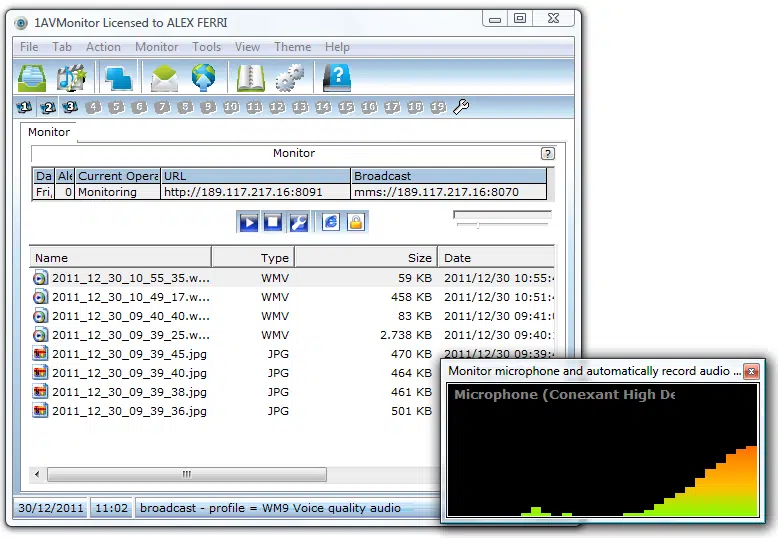 1AVMonitor Licensed to ALEX FERRI
File Tab Action Monitor Tools View Theme Help
1 2 3 4 5 6 7 8 9 10 11 12 13 14 15 16 17 18 19
Monitor
Monitor ?
Da Ale Current Opera URL Broadcast
Fri, 0 Monitoring http://189.117.217.16:8091 mms://189.117.217.16:8070
Name Type Size Date
2011_12_30_10_55_35.w... WMV 59 KB 2011/12/30 10:55:4
2011_12_30_10_49_17.w... WMV 458 KB 2011/12/30 10:51:4
2011_12_30_09_40_40.w... WMV 83 KB 2011/12/30 09:41:0
2011_12_30_09_39_25.w... WMV 2.738 KB 2011/12/30 09:40:1
2011_12_30_09_39_45.jpg JPG 470 KB 2011/12/30 09:39:4
2011_12_30_09_39_40.jpg JPG 464 KB
2011_12_30_09_39_38.jpg JPG 461 KB
2011_12_30_09_39_36.jpg JPG 501 KB
Monitor microphone and automatically record audio ...
Microphone (Conexant High De
30/12/2011 11:02 broadcast - profile = WM9 Voice quality audio